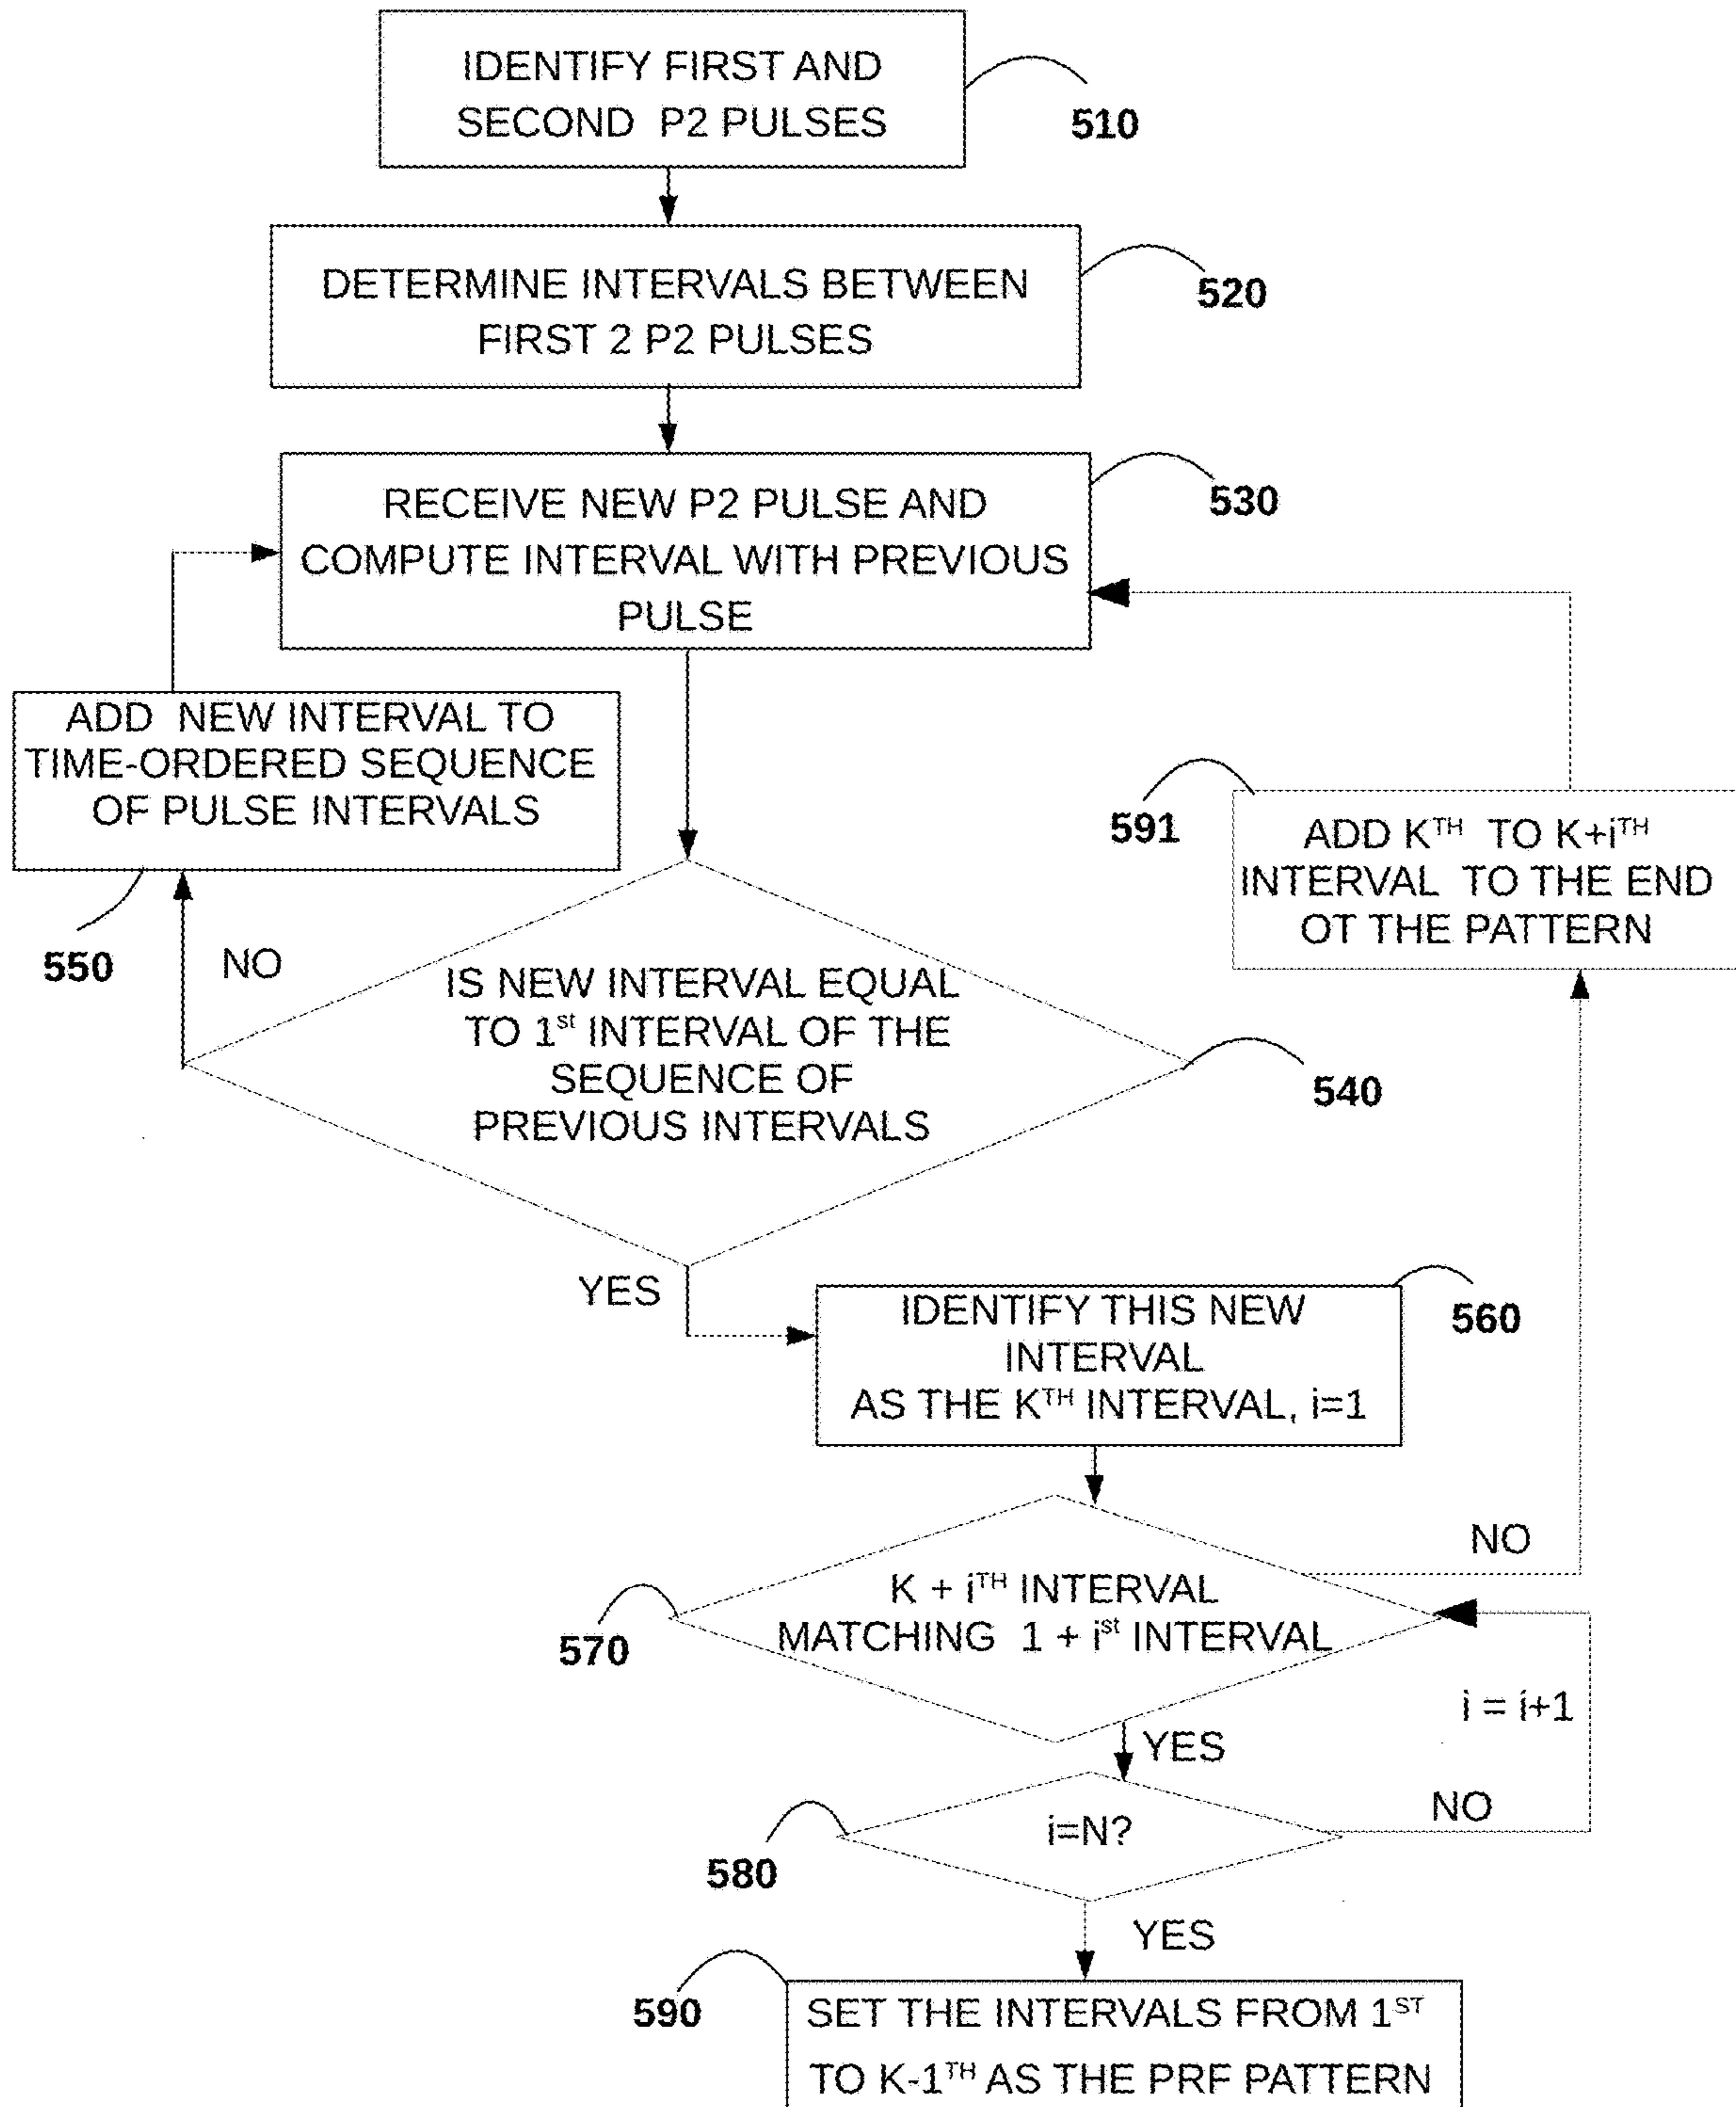 IDENTIFY FIRST AND
SECOND P2 PULSES
510
DETERMINE INTERVALS BETWEEN
FIRST 2 P2 PULSES
520
RECEIVE NEW P2 PULSE AND
COMPUTE INTERVAL WITH PREVIOUS
PULSE
530
ADD NEW INTERVAL TO
TIME-ORDERED SEQUENCE
OF PULSE INTERVALS
550
NO
591
ADD Kᵀᴴ TO K+iᵀᴴ
INTERVAL TO THE END
OT THE PATTERN
IS NEW INTERVAL EQUAL
TO 1ˢᵗ INTERVAL OF THE
SEQUENCE OF
PREVIOUS INTERVALS
540
YES
IDENTIFY THIS NEW
INTERVAL
AS THE Kᵀᴴ INTERVAL, i=1
560
NO
K + iᵀᴴ INTERVAL
MATCHING 1 + iˢᵗ INTERVAL
570
i = i+1
YES
NO
i=N?
580
YES
590
SET THE INTERVALS FROM 1ˢᵀ
TO K-1ᵀᴴ AS THE PRF PATTERN